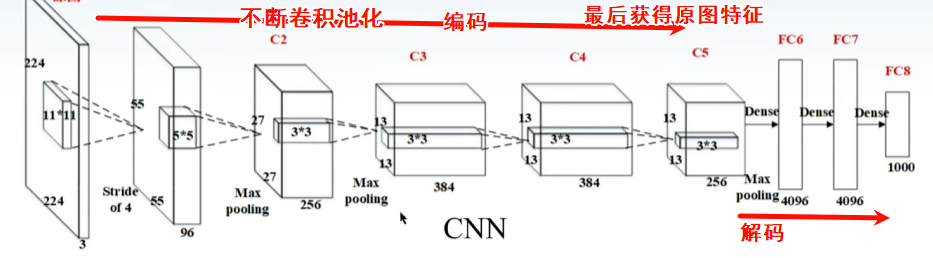 不断卷积池化
编码
最后获得原图特征
C2
C3
C4
C5
FC6
FC7
FC8
224
11*11
224
3
Stride
of 4
55
5*5
55
96
Max
pooling
27
3*3
27
256
Max
pooling
13
3*3
13
384
13
3*3
13
384
13
3*3
13
256
Dense
Max
pooling
4096
Dense
4096
Dense
1000
CNN
解码